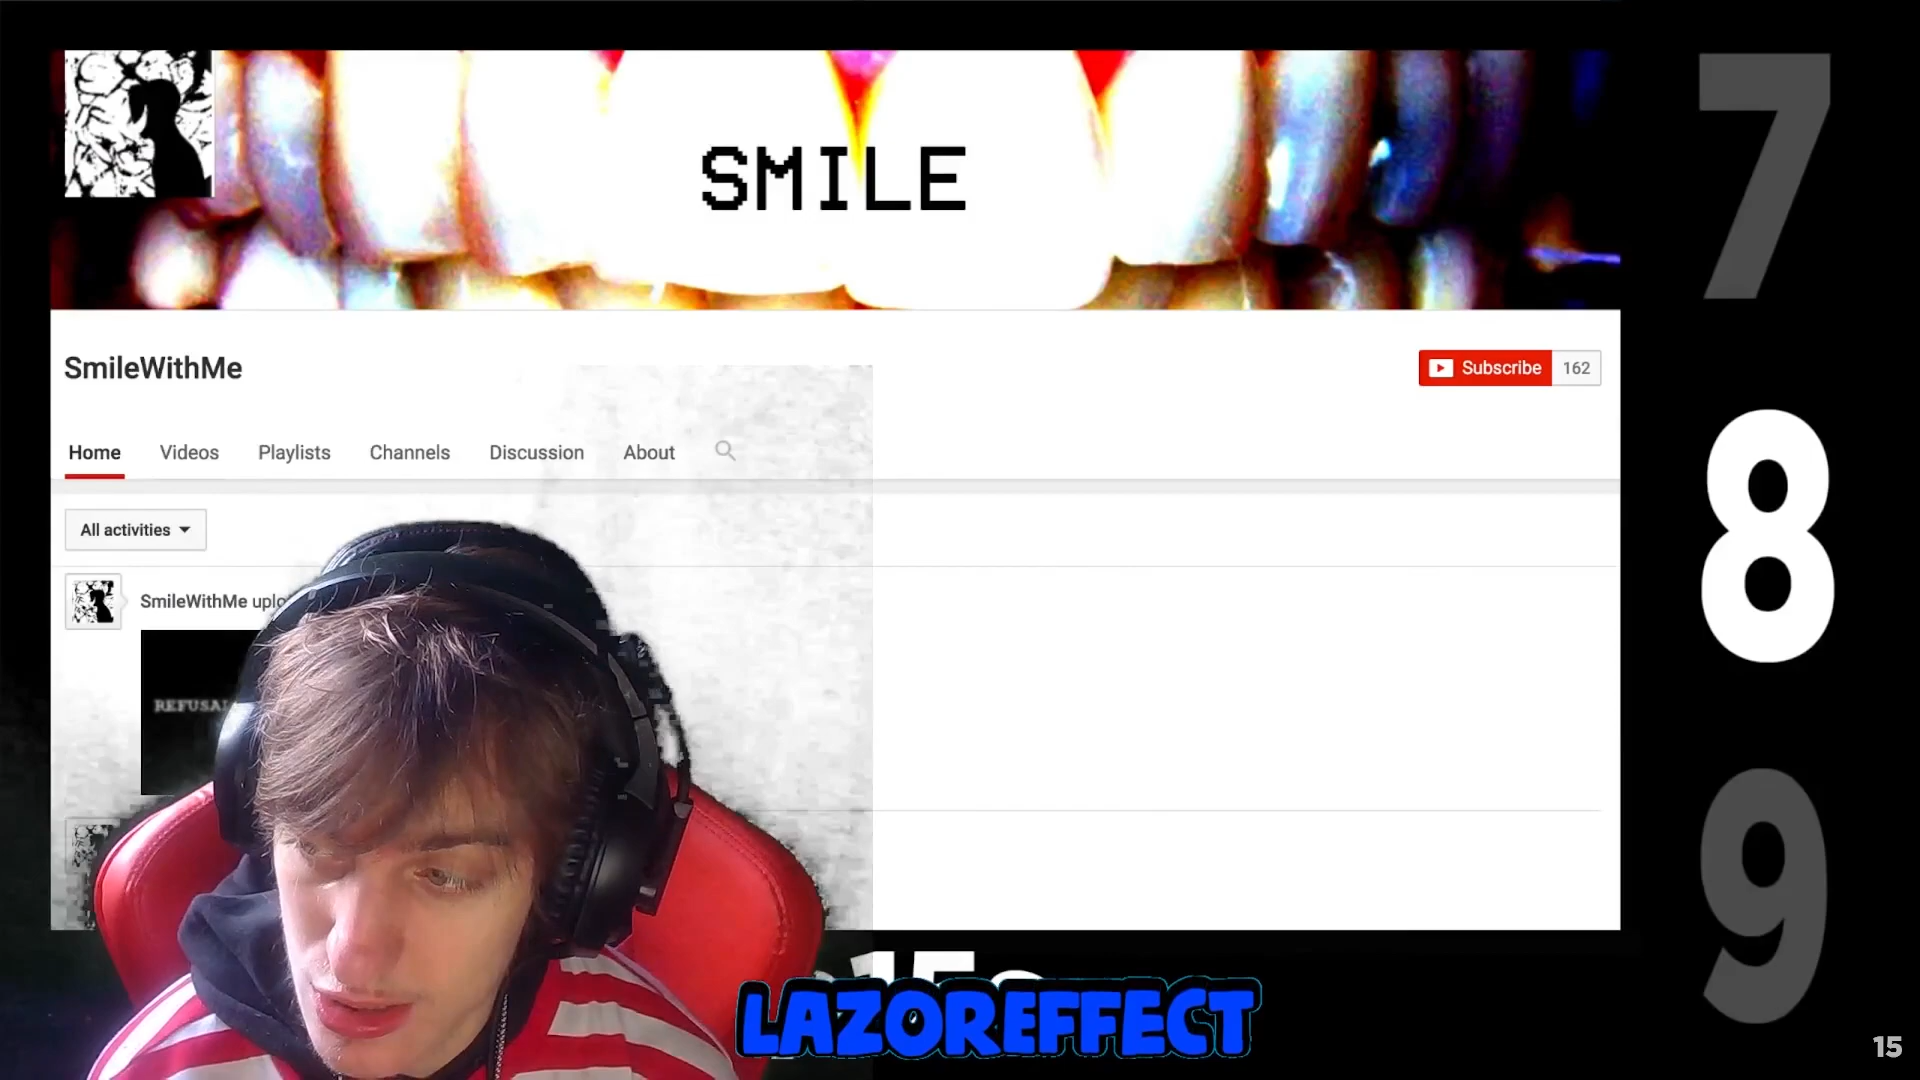 SMILE
SmileWithMe
Subscribe 162
Home Videos Playlists Channels Discussion About
All activities
SmileWithMe
REFUSAL
7
8
9
LAZOREFFECT
15